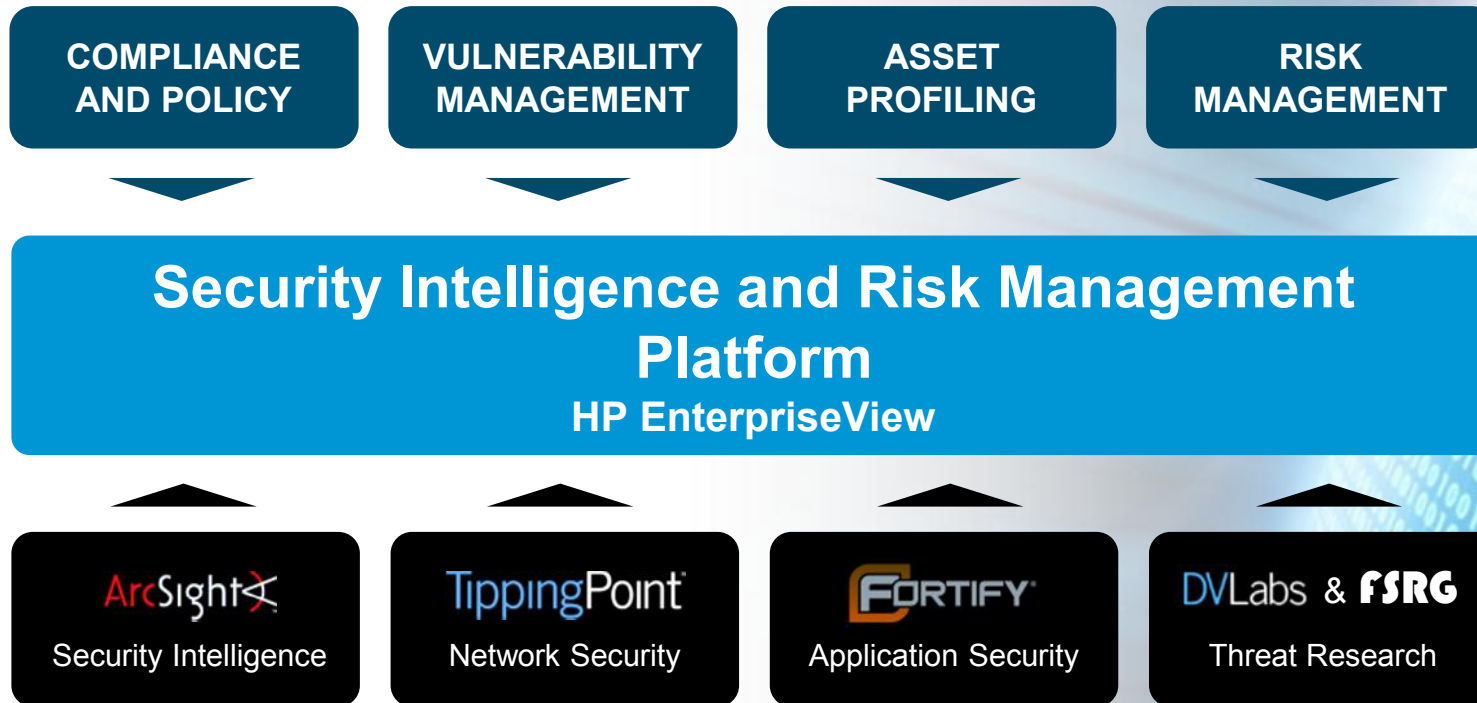 COMPLIANCE
AND POLICY
VULNERABILITY
MANAGEMENT
ASSET
PROFILING
RISK
MANAGEMENT
Security Intelligence and Risk Management
Platform
HP EnterpriseView
ArcSight
Security Intelligence
TippingPoint
Network Security
FORTIFY
Application Security
DVLabs & FSRG
Threat Research